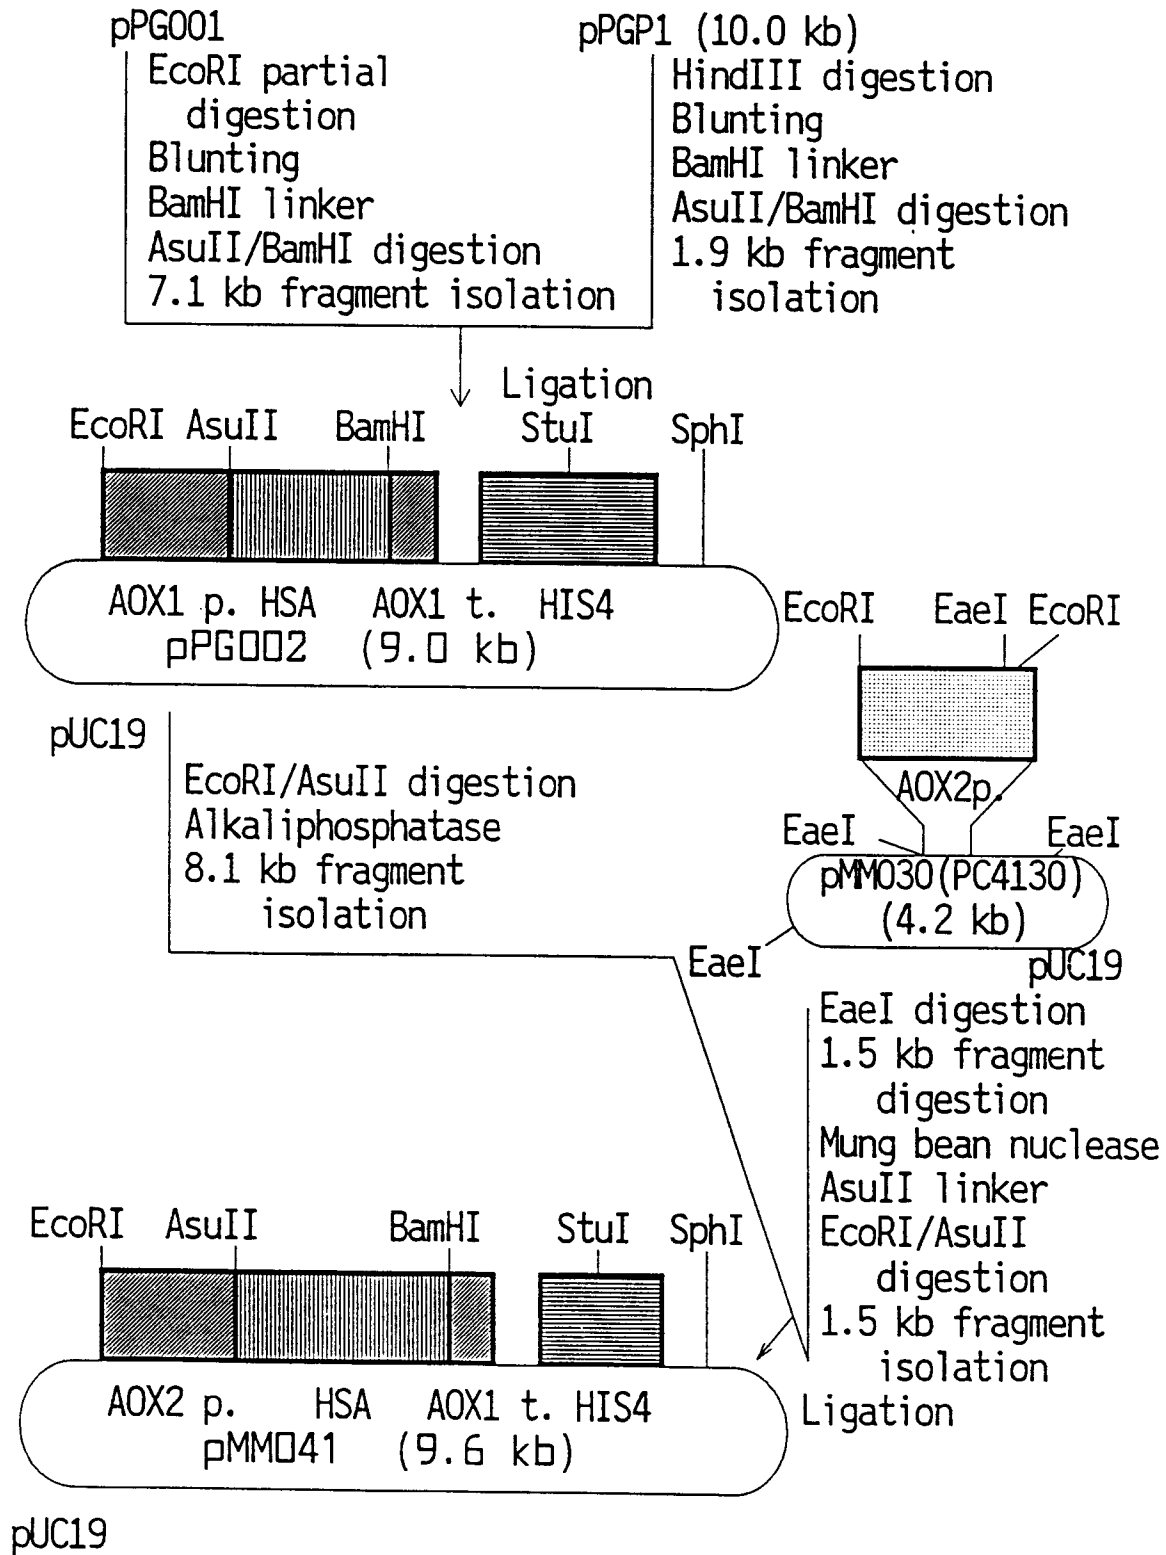 pPG001
EcoRI partial
digestion
Blunting
BamHI linker
AsuII/BamHI digestion
7.1 kb fragment isolation
pPGP1 (10.0 kb)
HindIII digestion
Blunting
BamHI linker
AsuII/BamHI digestion
1.9 kb fragment
isolation
Ligation
EcoRI AsuII BamHI StuI SphI
AOX1 p. HSA AOX1 t. HIS4
pPG002 (9.0 kb)
pUC19
EcoRI/AsuII digestion
Alkaliphosphatase
8.1 kb fragment
isolation
EcoRI EaeI EcoRI
AOX2p.
EaeI EaeI
pMM030(PC4130)
(4.2 kb)
EaeI
pUC19
EaeI digestion
1.5 kb fragment
digestion
Mung bean nuclease
AsuII linker
EcoRI/AsuII
digestion
1.5 kb fragment
isolation
Ligation
EcoRI AsuII BamHI StuI SphI
AOX2 p. HSA AOX1 t. HIS4
pMM041 (9.6 kb)
pUC19